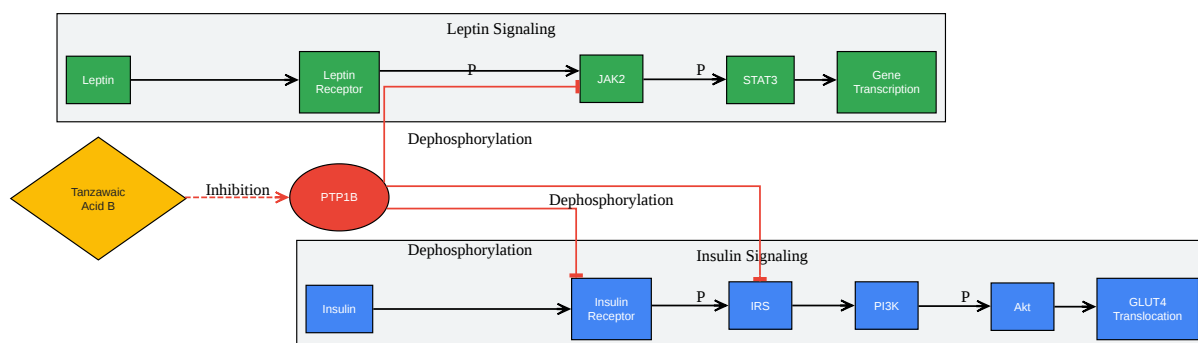 Leptin Signaling
Leptin
Leptin
Receptor
P
JAK2
P
STAT3
Gene
Transcription
Dephosphorylation
Tanzawaic
Acid B
Inhibition
PTP1B
Dephosphorylation
Dephosphorylation
Insulin Signaling
Insulin
Insulin
Receptor
P
IRS
PI3K
P
Akt
GLUT4
Translocation